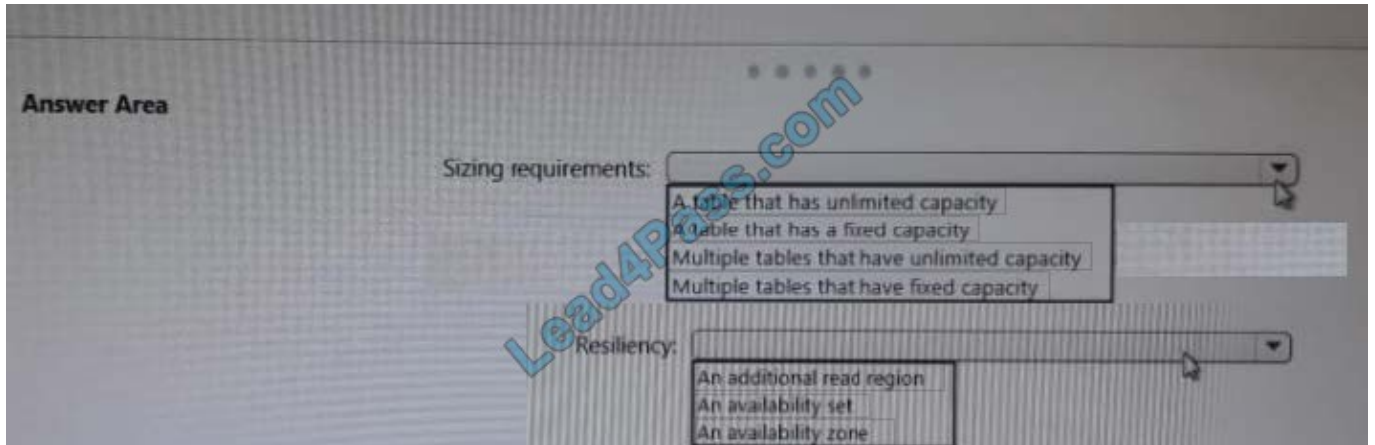 Answer Area
Sizing requirements:
A table that has unlimited capacity
A table that has a fixed capacity
Multiple tables that have unlimited capacity
Multiple tables that have fixed capacity
Resiliency:
An additional read region
An availability set
An availability zone
Lead4Pass.com